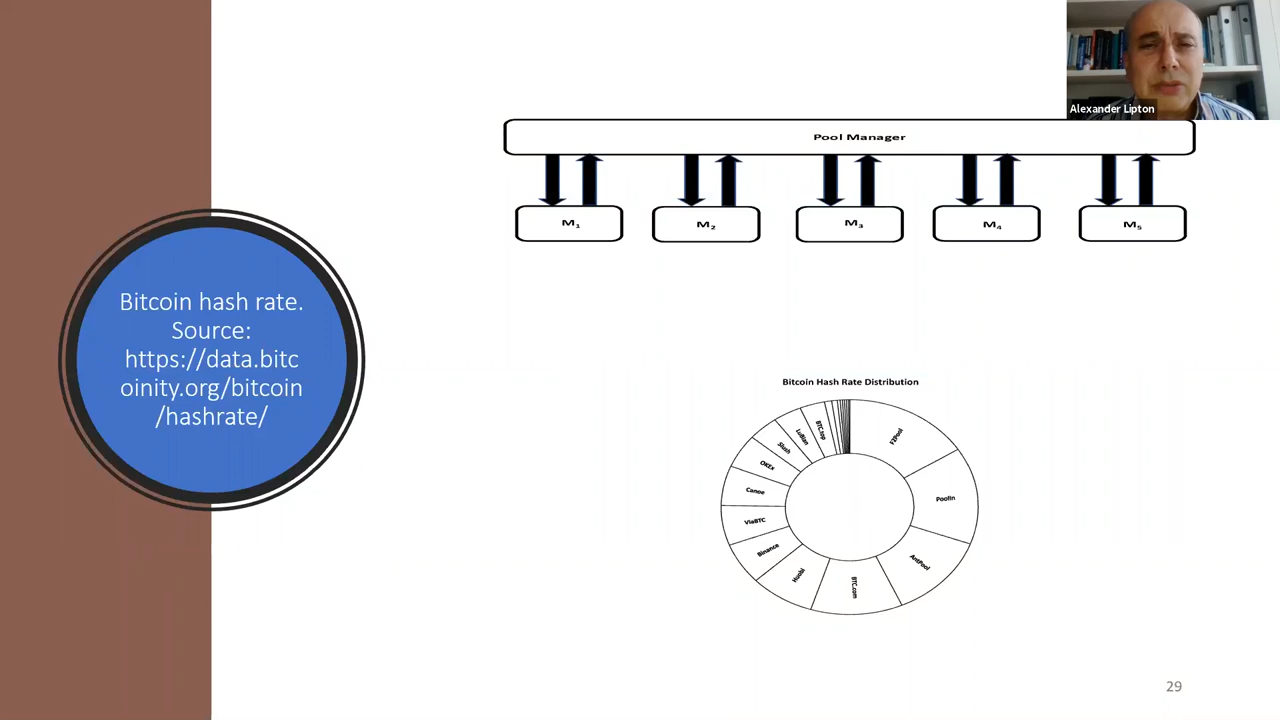 Alexander Lipton
Pool Manager
M1
M2
M3
M4
M5
Bitcoin hash rate.
Source:
https://data.bitc
oinity.org/bitcoin
/hashrate/
Bitcoin Hash Rate Distribution
F2Pool
Poolin
AntPool
BTC.com
Huobi
Binance
ViaBTC
Canoe
OKEx
Slush
LuBian
BTC.top
29